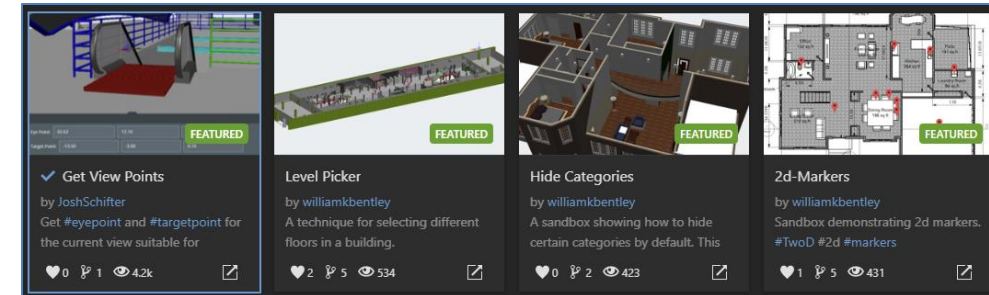 FEATURED
Get View Points
by JoshSchifter
Get #eyepoint and #targetpoint for
the current view suitable for
0 1 4.2k
FEATURED
Level Picker
by williamkbentley
A technique for selecting different
floors in a building.
2 5 534
FEATURED
Hide Categories
by williamkbentley
A sandbox showing how to hide
certain categories by default. This
0 2 423
FEATURED
2d-Markers
by williamkbentley
Sandbox demonstrating 2d markers.
#TwoD #2d #markers
1 5 431